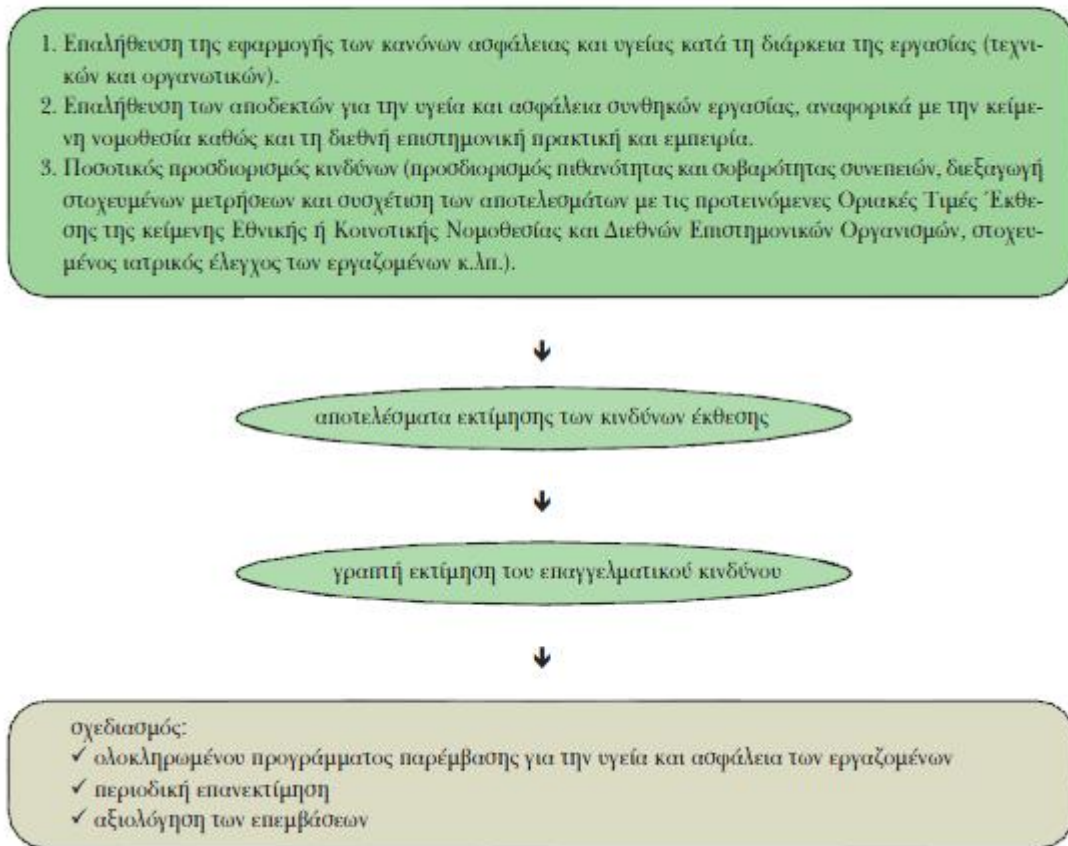 1. Επαλήθευση της εφαρμογής των κανόνων ασφάλειας και υγείας κατά τη διάρκεια της εργασίας (τεχνι-
κών και οργανωτικών).
2. Επαλήθευση των αποδεκτών για την υγεία και ασφάλεια συνθηκών εργασίας, αναφορικά με την κείμε-
νη νομοθεσία καθώς και τη διεθνή επιστημονική πρακτική και εμπειρία.
3. Ποσοτικός προσδιορισμός κινδύνων (προσδιορισμός πιθανότητας και σοβαρότητας συνεπειών, διεξαγωγή
στοχευμένων μετρήσεων και συσχέτιση των αποτελεσμάτων με τις προτεινόμενες Οριακές Τιμές Έκθε-
σης της κείμενης Εθνικής ή Κοινοτικής Νομοθεσίας και Διεθνών Επιστημονικών Οργανισμών, στοχευ-
μένος ιατρικός έλεγχος των εργαζομένων κ.λπ.).
αποτελέσματα εκτίμησης των κινδύνων έκθεσης
γραπτή εκτίμηση του επαγγελματικού κινδύνου
σχεδιασμός:
✓ ολοκληρωμένου προγράμματος παρέμβασης για την υγεία και ασφάλεια των εργαζομένων
✓ περιοδική επανεκτίμηση
✓ αξιολόγηση των επεμβάσεων